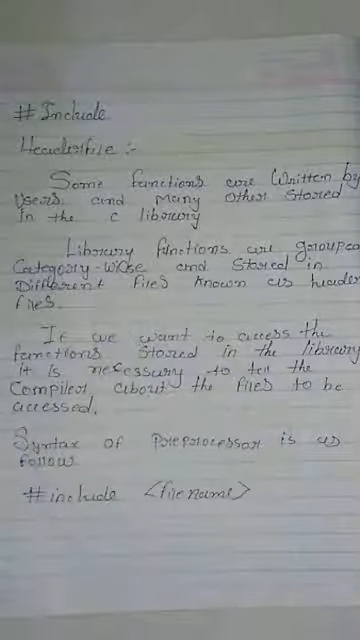 # Include
Headerfile :-
Some functions are Written by
Users and many other Stored
In the c library
Library functions are grouped
Category-wise and Stored in
Different files known as header
files.
If we want to access the
functions stored in the library
it is necessary to tell the
Compiler about the files to be
accessed.
Syntax of Preprocessor is as
follow
#include <filename>